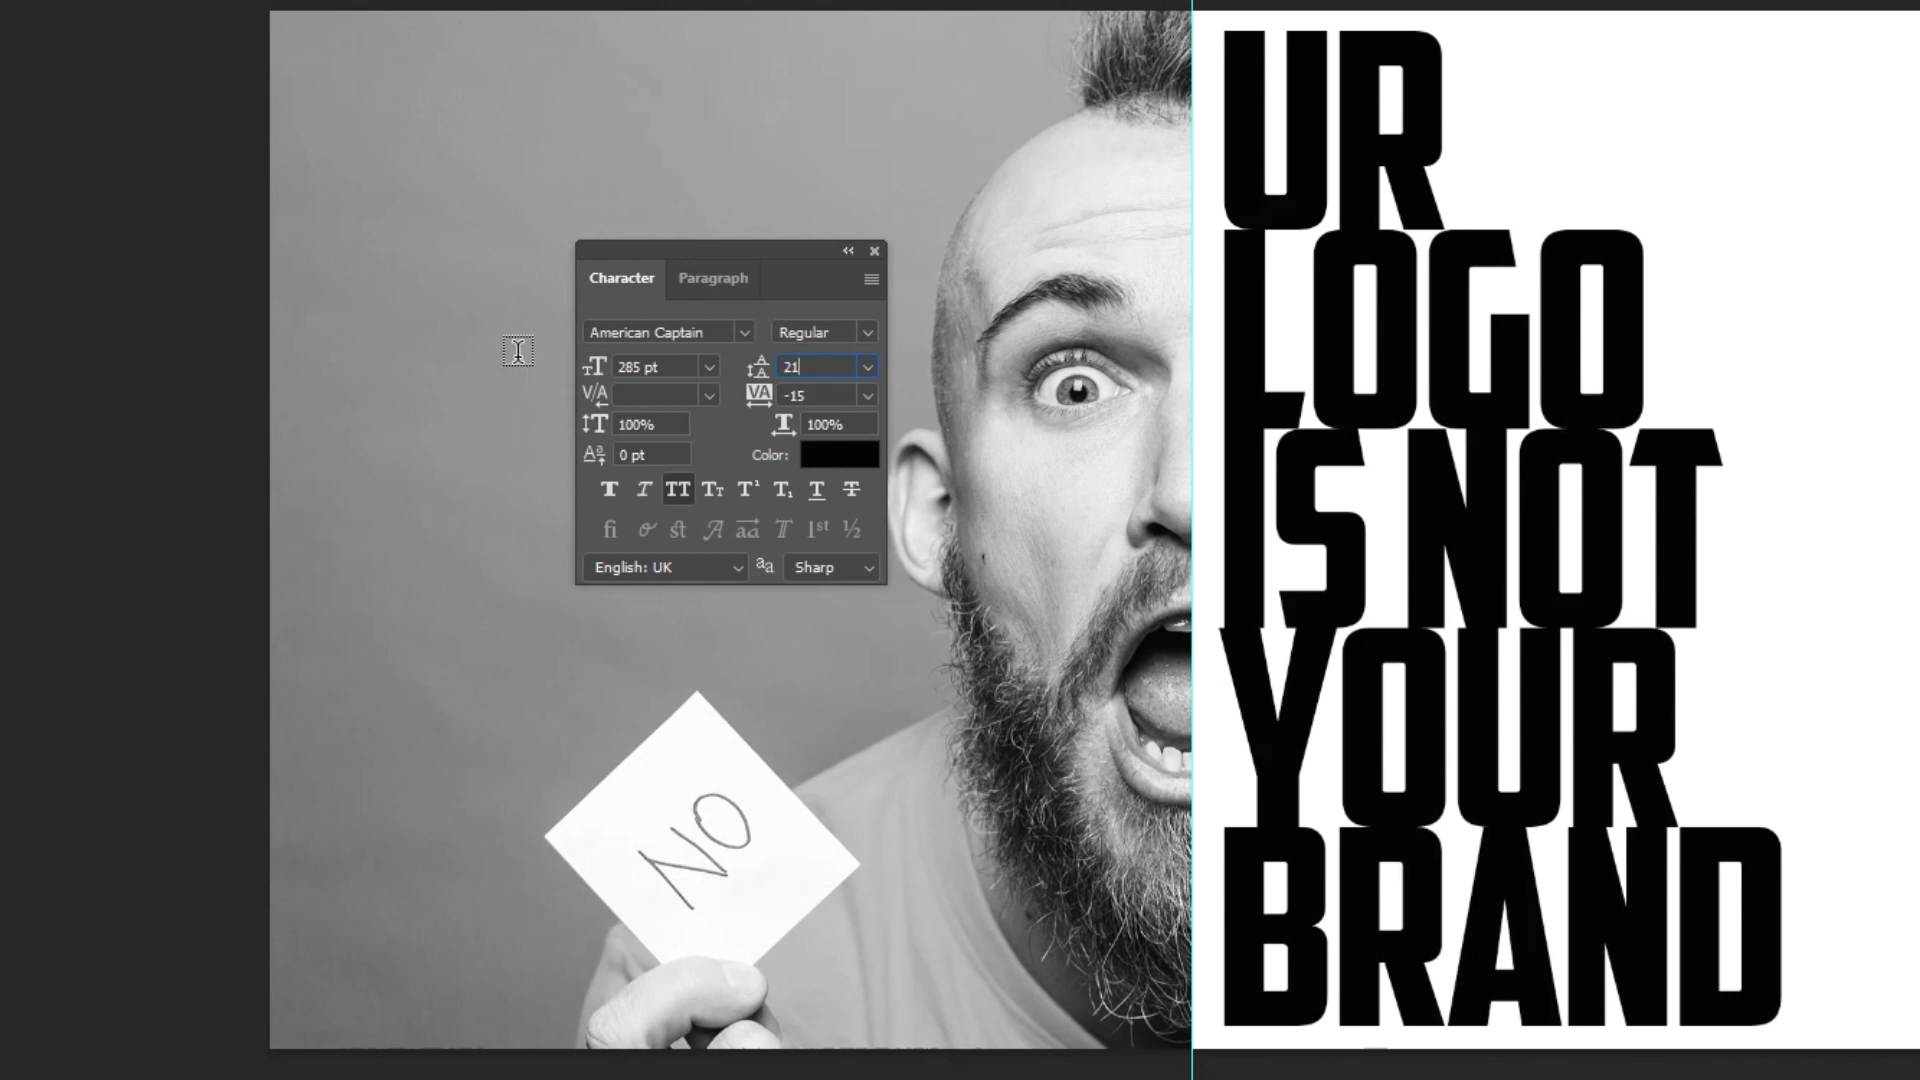 UR
LOGO
IS NOT
YOUR
BRAND
Character Paragraph
American Captain Regular
285 pt 21
-15
100% 100%
0 pt Color:
English: UK Sharp
NO